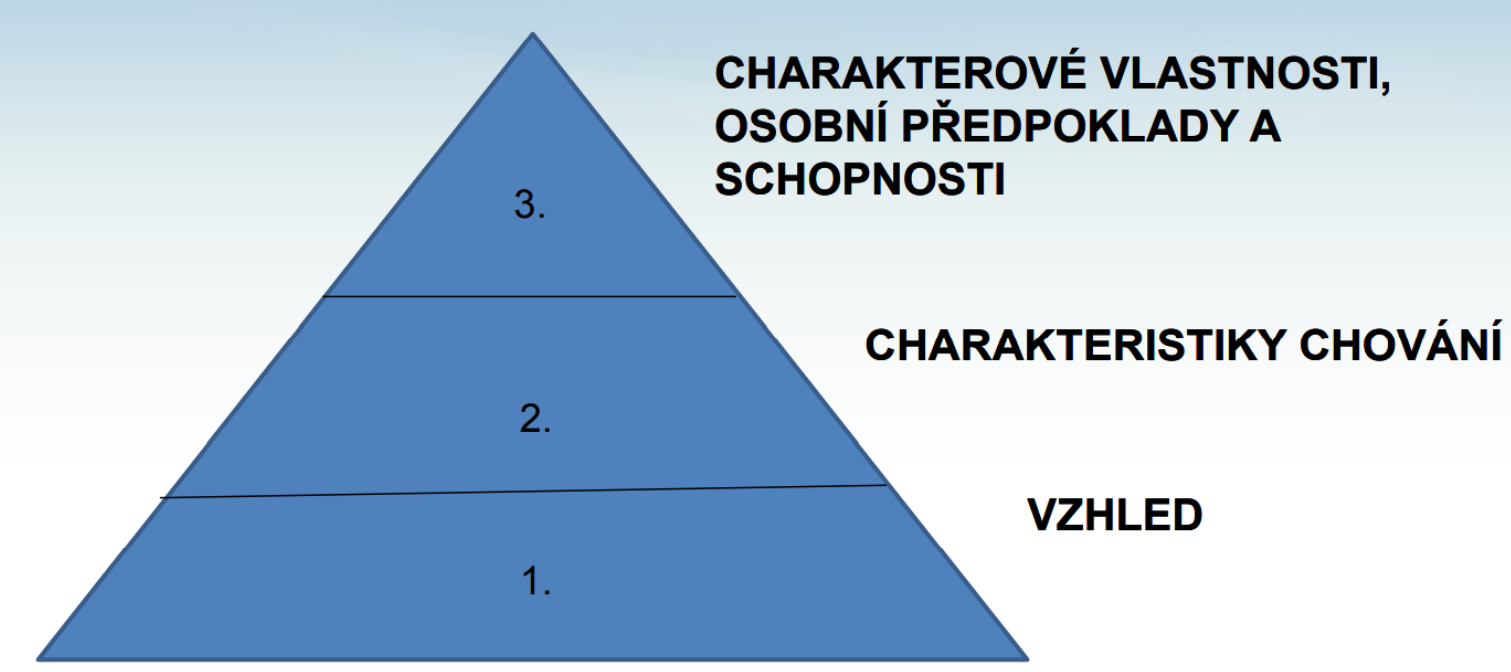 CHARAKTEROVÉ VLASTNOSTI,
OSOBNÍ PŘEDPOKLADY A
SCHOPNOSTI
3.
CHARAKTERISTIKY CHOVÁNÍ
2.
VZHLED
1.